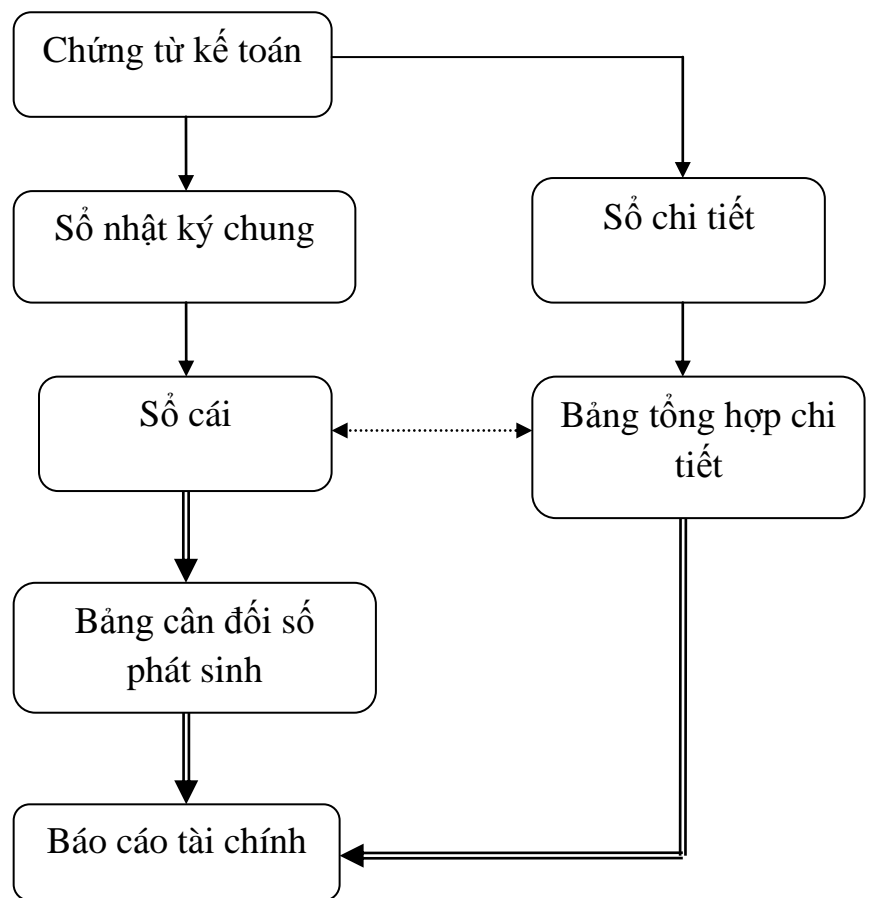 Chứng từ kế toán
Sổ nhật ký chung
Sổ chi tiết
Sổ cái
Bảng tổng hợp chi
tiết
Bảng cân đối số
phát sinh
Báo cáo tài chính